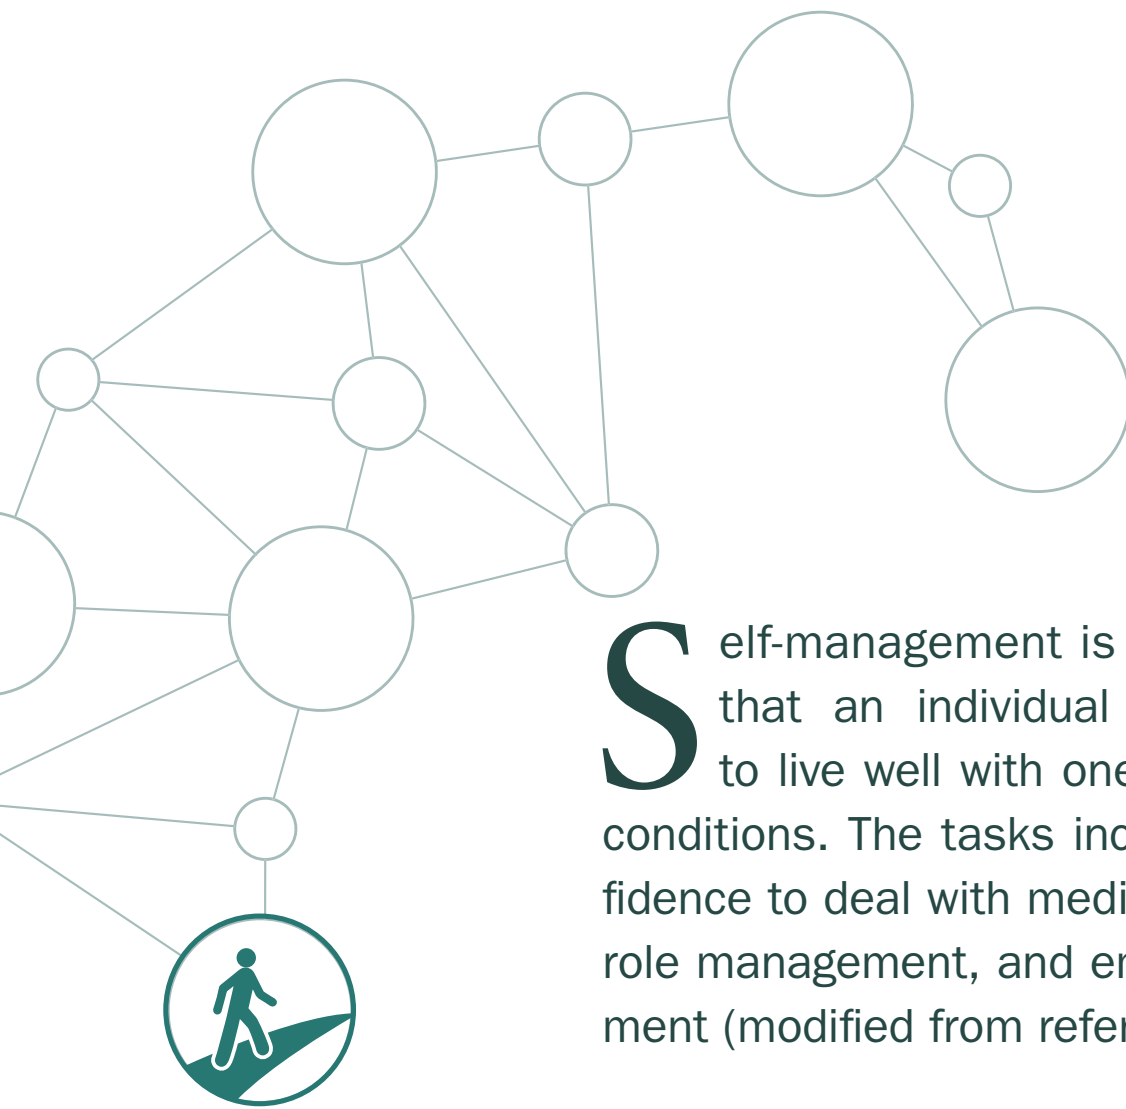 Self-management is
that an individual
to live well with one
conditions. The tasks inc
fidence to deal with medi
role management, and e
ment (modified from refer